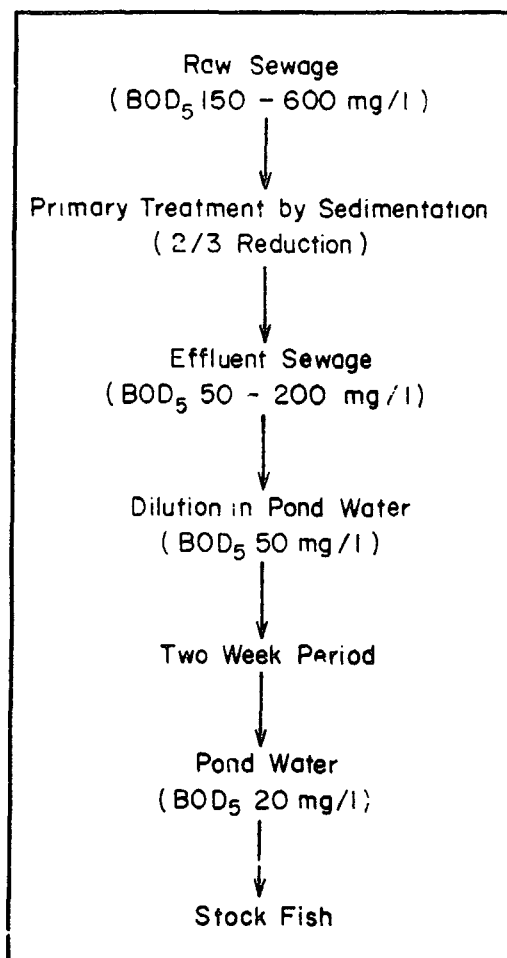 Raw Sewage
(BOD5 150 - 600 mg/l)
Primary Treatment by Sedimentation
(2/3 Reduction)
Effluent Sewage
(BOD5 50 - 200 mg/l)
Dilution in Pond Water
(BOD5 50 mg/l)
Two Week Period
Pond Water
(BOD5 20 mg/l)
Stock Fish